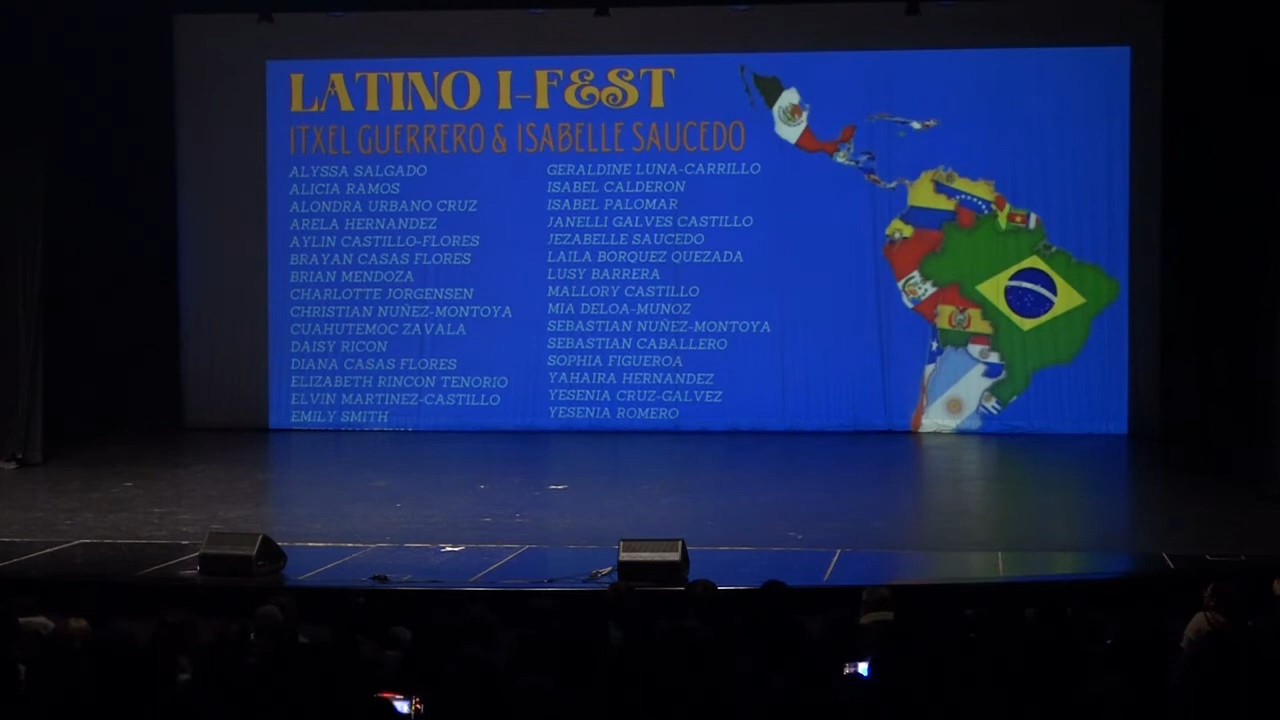 LATINO I-FEST
ITXEL GUERRERO & ISABELLE SAUCEDO
ALYSSA SALGADO
ALICIA RAMOS
ALONDRA URBANO CRUZ
ARELA HERNANDEZ
AYLIN CASTILLO-FLORES
BRAYAN CASAS FLORES
BRIAN MENDOZA
CHARLOTTE JORGENSEN
CHRISTIAN NUÑEZ-MONTOYA
CUAHUTEMOC ZAVALA
DAISY RICON
DIANA CASAS FLORES
ELIZABETH RINCON TENORIO
ELVIN MARTINEZ-CASTILLO
EMILY SMITH
GERALDINE LUNA-CARRILLO
ISABEL CALDERON
ISABEL PALOMAR
JANELLI GALVES CASTILLO
JEZABELLE SAUCEDO
LAILA BORQUEZ QUEZADA
LUSY BARRERA
MALLORY CASTILLO
MIA DELOA-MUNOZ
SEBASTIAN NUÑEZ-MONTOYA
SEBASTIAN CABALLERO
SOPHIA FIGUEROA
YAHAIRA HERNANDEZ
YESENIA CRUZ-GALVEZ
YESENIA ROMERO